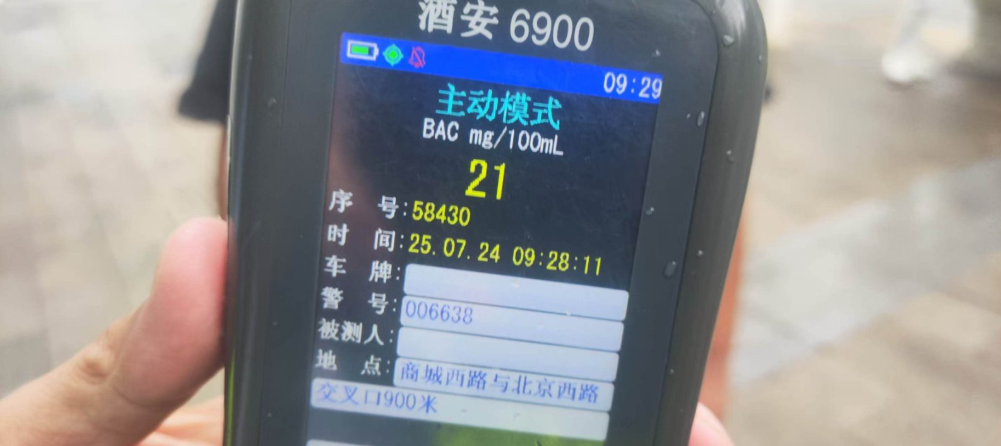 酒安 6900
09:29
主动模式
BAC mg/100mL
21
序 号:58430
时 间:25.07.24 09:28:11
车 牌:
警 号:006638
被测人:
地 点:商城西路与北京西路
交叉口900米